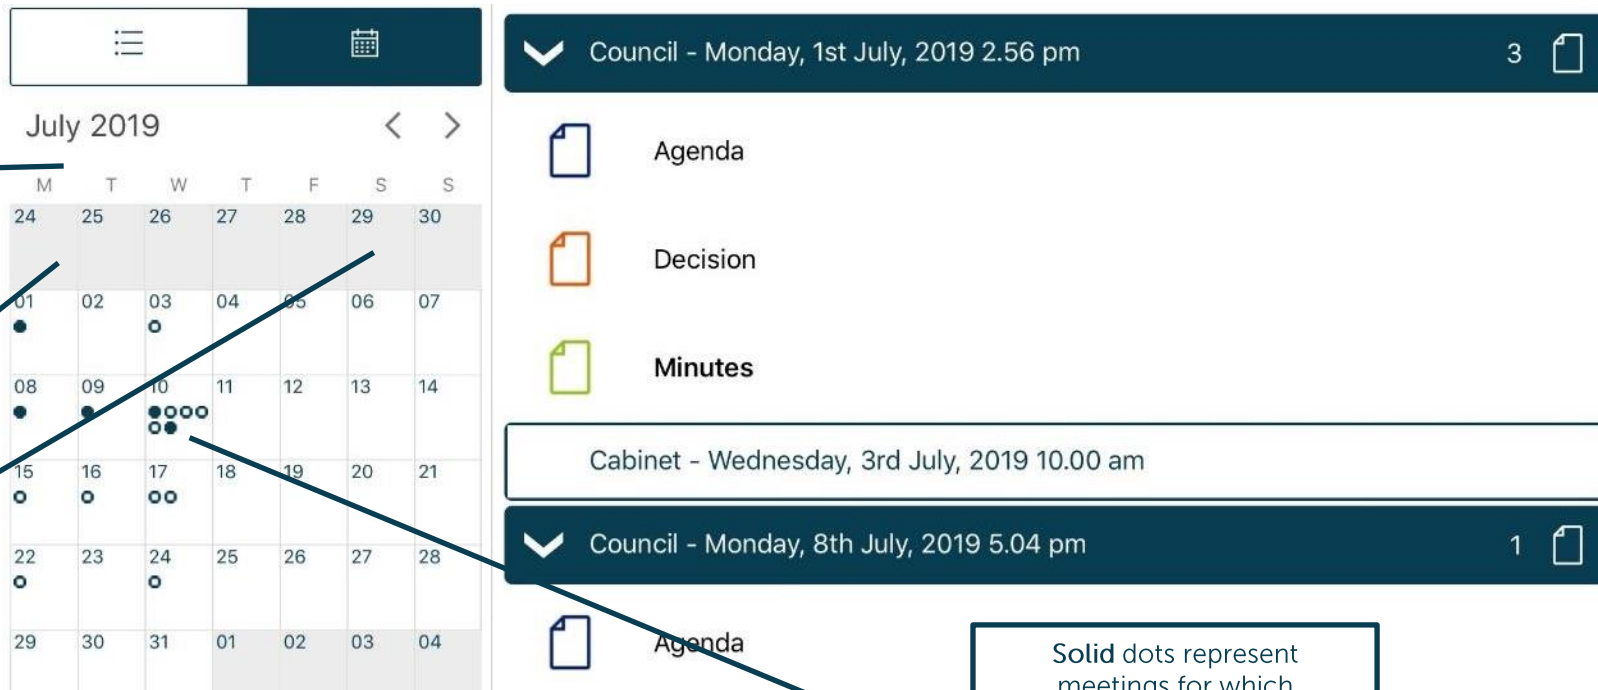 July 2019
M T W T F S S
24 25 26 27 28 29 30
01 02 03 04 05 06 07
08 09 10 11 12 13 14
15 16 17 18 19 20 21
22 23 24 25 26 27 28
29 30 31 01 02 03 04
Council - Monday, 1st July, 2019 2.56 pm 3
Agenda
Decision
Minutes
Cabinet - Wednesday, 3rd July, 2019 10.00 am
Council - Monday, 8th July, 2019 5.04 pm 1
Agenda
Solid dots represent
meetings for which